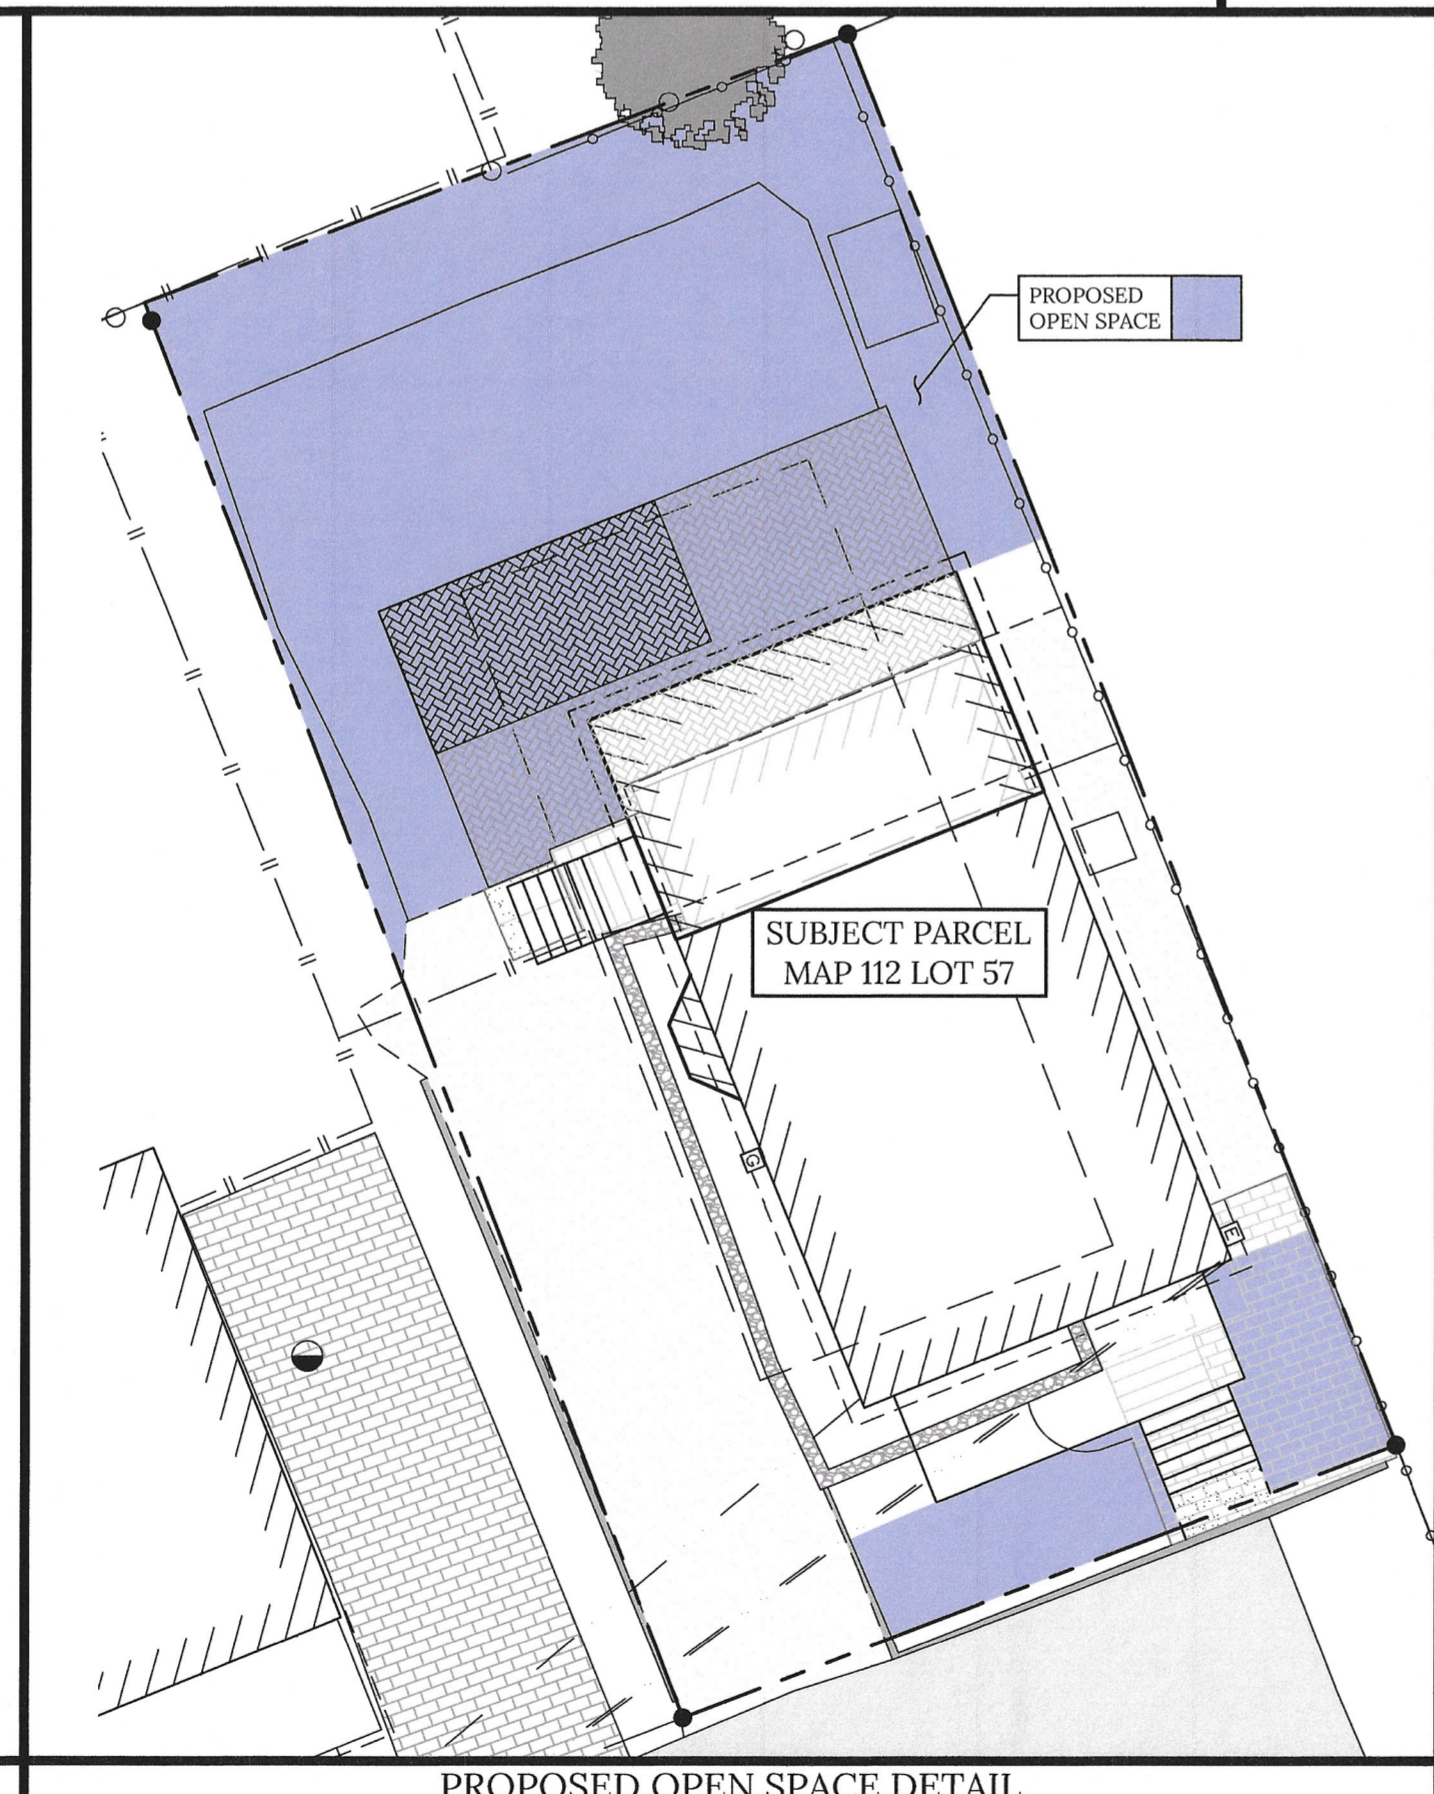 PROPOSED
OPEN SPACE
SUBJECT PARCEL
MAP 112 LOT 57
G
E
PROPOSED OPEN SPACE DETAIL